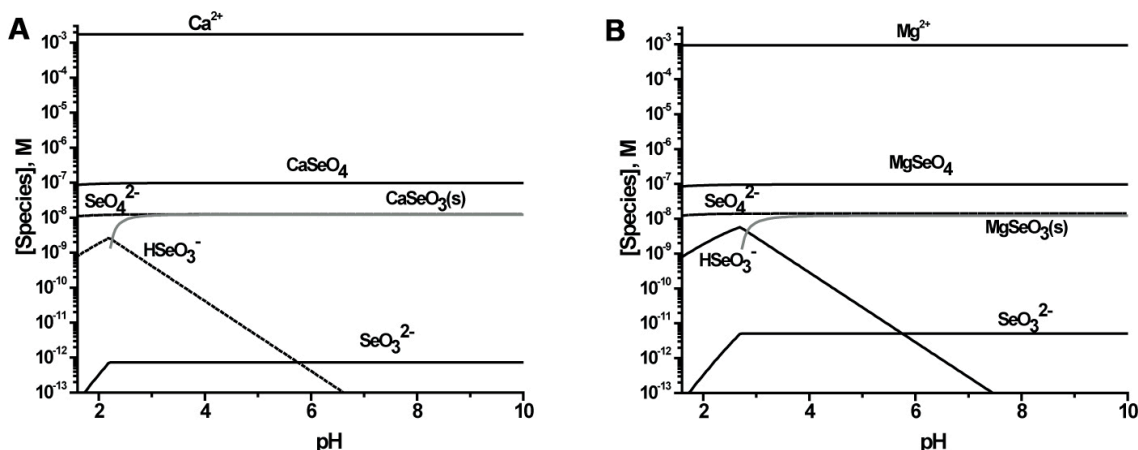 A
Ca²⁺
10⁻³
10⁻⁴
10⁻⁵
10⁻⁶
10⁻⁷
10⁻⁸
10⁻⁹
10⁻¹⁰
10⁻¹¹
10⁻¹²
10⁻¹³
[Species], M
CaSeO₄
SeO₄²⁻
CaSeO₃(s)
HSeO₃⁻
SeO₃²⁻
2 4 6 8 10
pH
B
Mg²⁺
10⁻³
10⁻⁴
10⁻⁵
10⁻⁶
10⁻⁷
10⁻⁸
10⁻⁹
10⁻¹⁰
10⁻¹¹
10⁻¹²
10⁻¹³
[Species], M
MgSeO₄
SeO₄²⁻
MgSeO₃(s)
HSeO₃⁻
SeO₃²⁻
2 4 6 8 10
pH